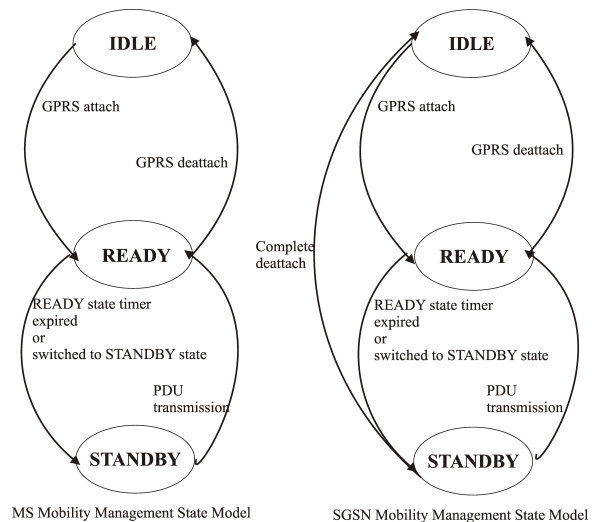 IDLE
GPRS attach
GPRS deattach
READY
READY state timer
expired
or
switched to STANDBY state
PDU
transmission
STANDBY
MS Mobility Management State Model
IDLE
GPRS attach
GPRS deattach
Complete
deattach
READY
READY state timer
expired
or
switched to STANDBY state
PDU
transmission
STANDBY
SGSN Mobility Management State Model